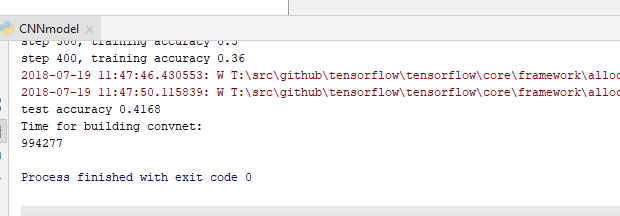 CNNmodel
step 300, training accuracy 0.3
step 400, training accuracy 0.36
2018-07-19 11:47:46.430553: W T:\src\github\tensorflow\tensorflow\core\framework\alloc
2018-07-19 11:47:50.115839: W T:\src\github\tensorflow\tensorflow\core\framework\alloc
test accuracy 0.4168
Time for building convnet:
994277
Process finished with exit code 0